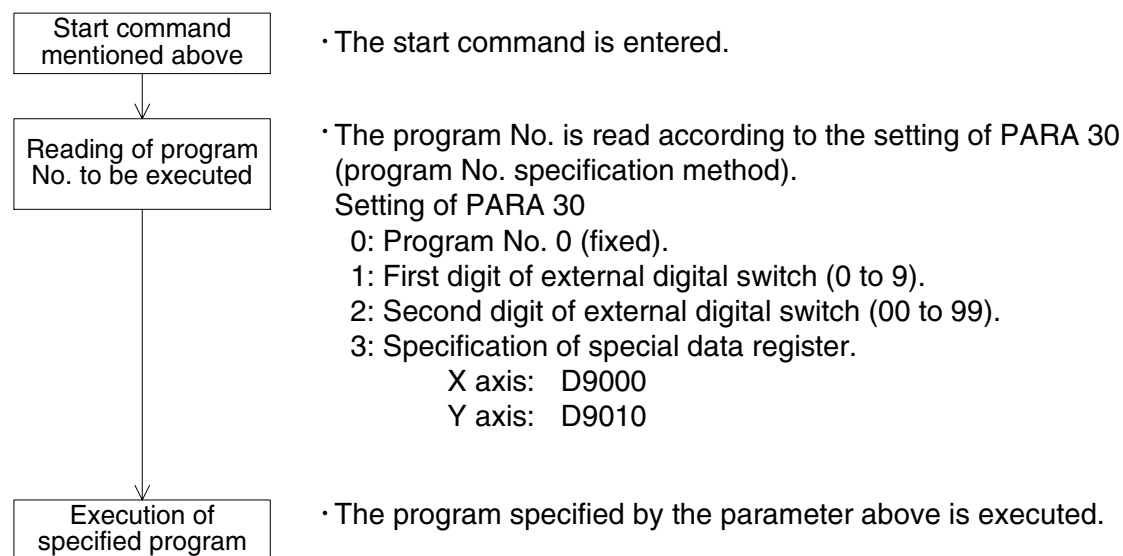 Start command
mentioned above
· The start command is entered.
Reading of program
No. to be executed
· The program No. is read according to the setting of PARA 30
(program No. specification method).
Setting of PARA 30
0: Program No. 0 (fixed).
1: First digit of external digital switch (0 to 9).
2: Second digit of external digital switch (00 to 99).
3: Specification of special data register.
X axis: D9000
Y axis: D9010
Execution of
specified program
· The program specified by the parameter above is executed.